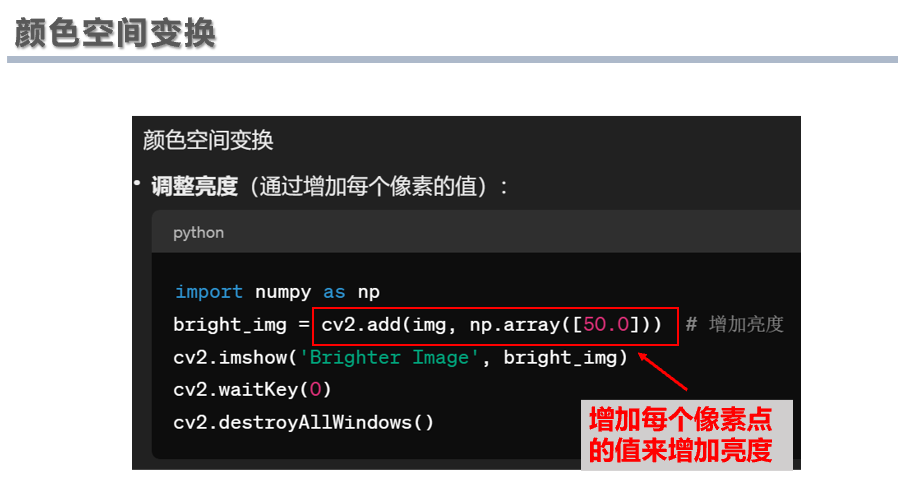 颜色空间变换
颜色空间变换
• 调整亮度（通过增加每个像素的值）：
python
import numpy as np
bright_img = cv2.add(img, np.array([50.0])) # 增加亮度
cv2.imshow('Brighter Image', bright_img)
cv2.waitKey(0)
cv2.destroyAllWindows()
增加每个像素点
的值来增加亮度